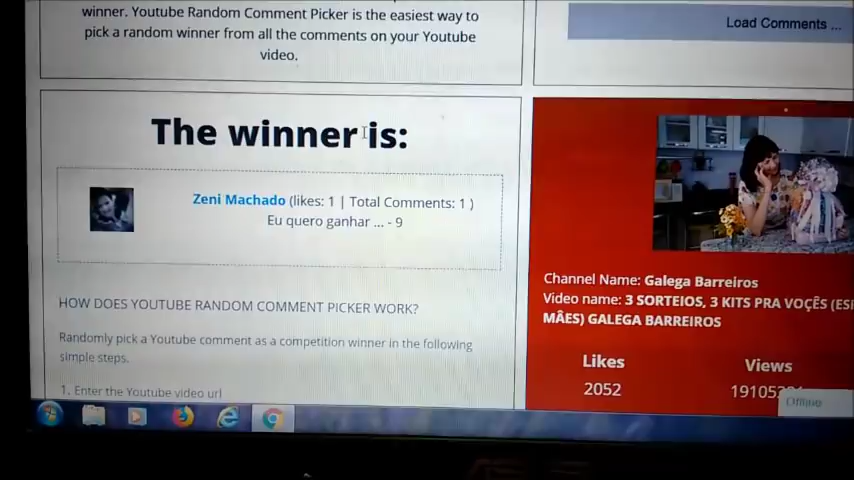 winner. Youtube Random Comment Picker is the easiest way to
pick a random winner from all the comments on your Youtube
video.
Load Comments ...
The winner is:
Zeni Machado (likes: 1 | Total Comments: 1 )
Eu quero ganhar ... - 9
HOW DOES YOUTUBE RANDOM COMMENT PICKER WORK?
Randomly pick a Youtube comment as a competition winner in the following
simple steps.
1. Enter the Youtube video url
Channel Name: Galega Barreiros
Video name: 3 SORTEIOS, 3 KITS PRA VOÇÊS (ESP
MÃES) GALEGA BARREIROS
Likes
Views
2052
Offline